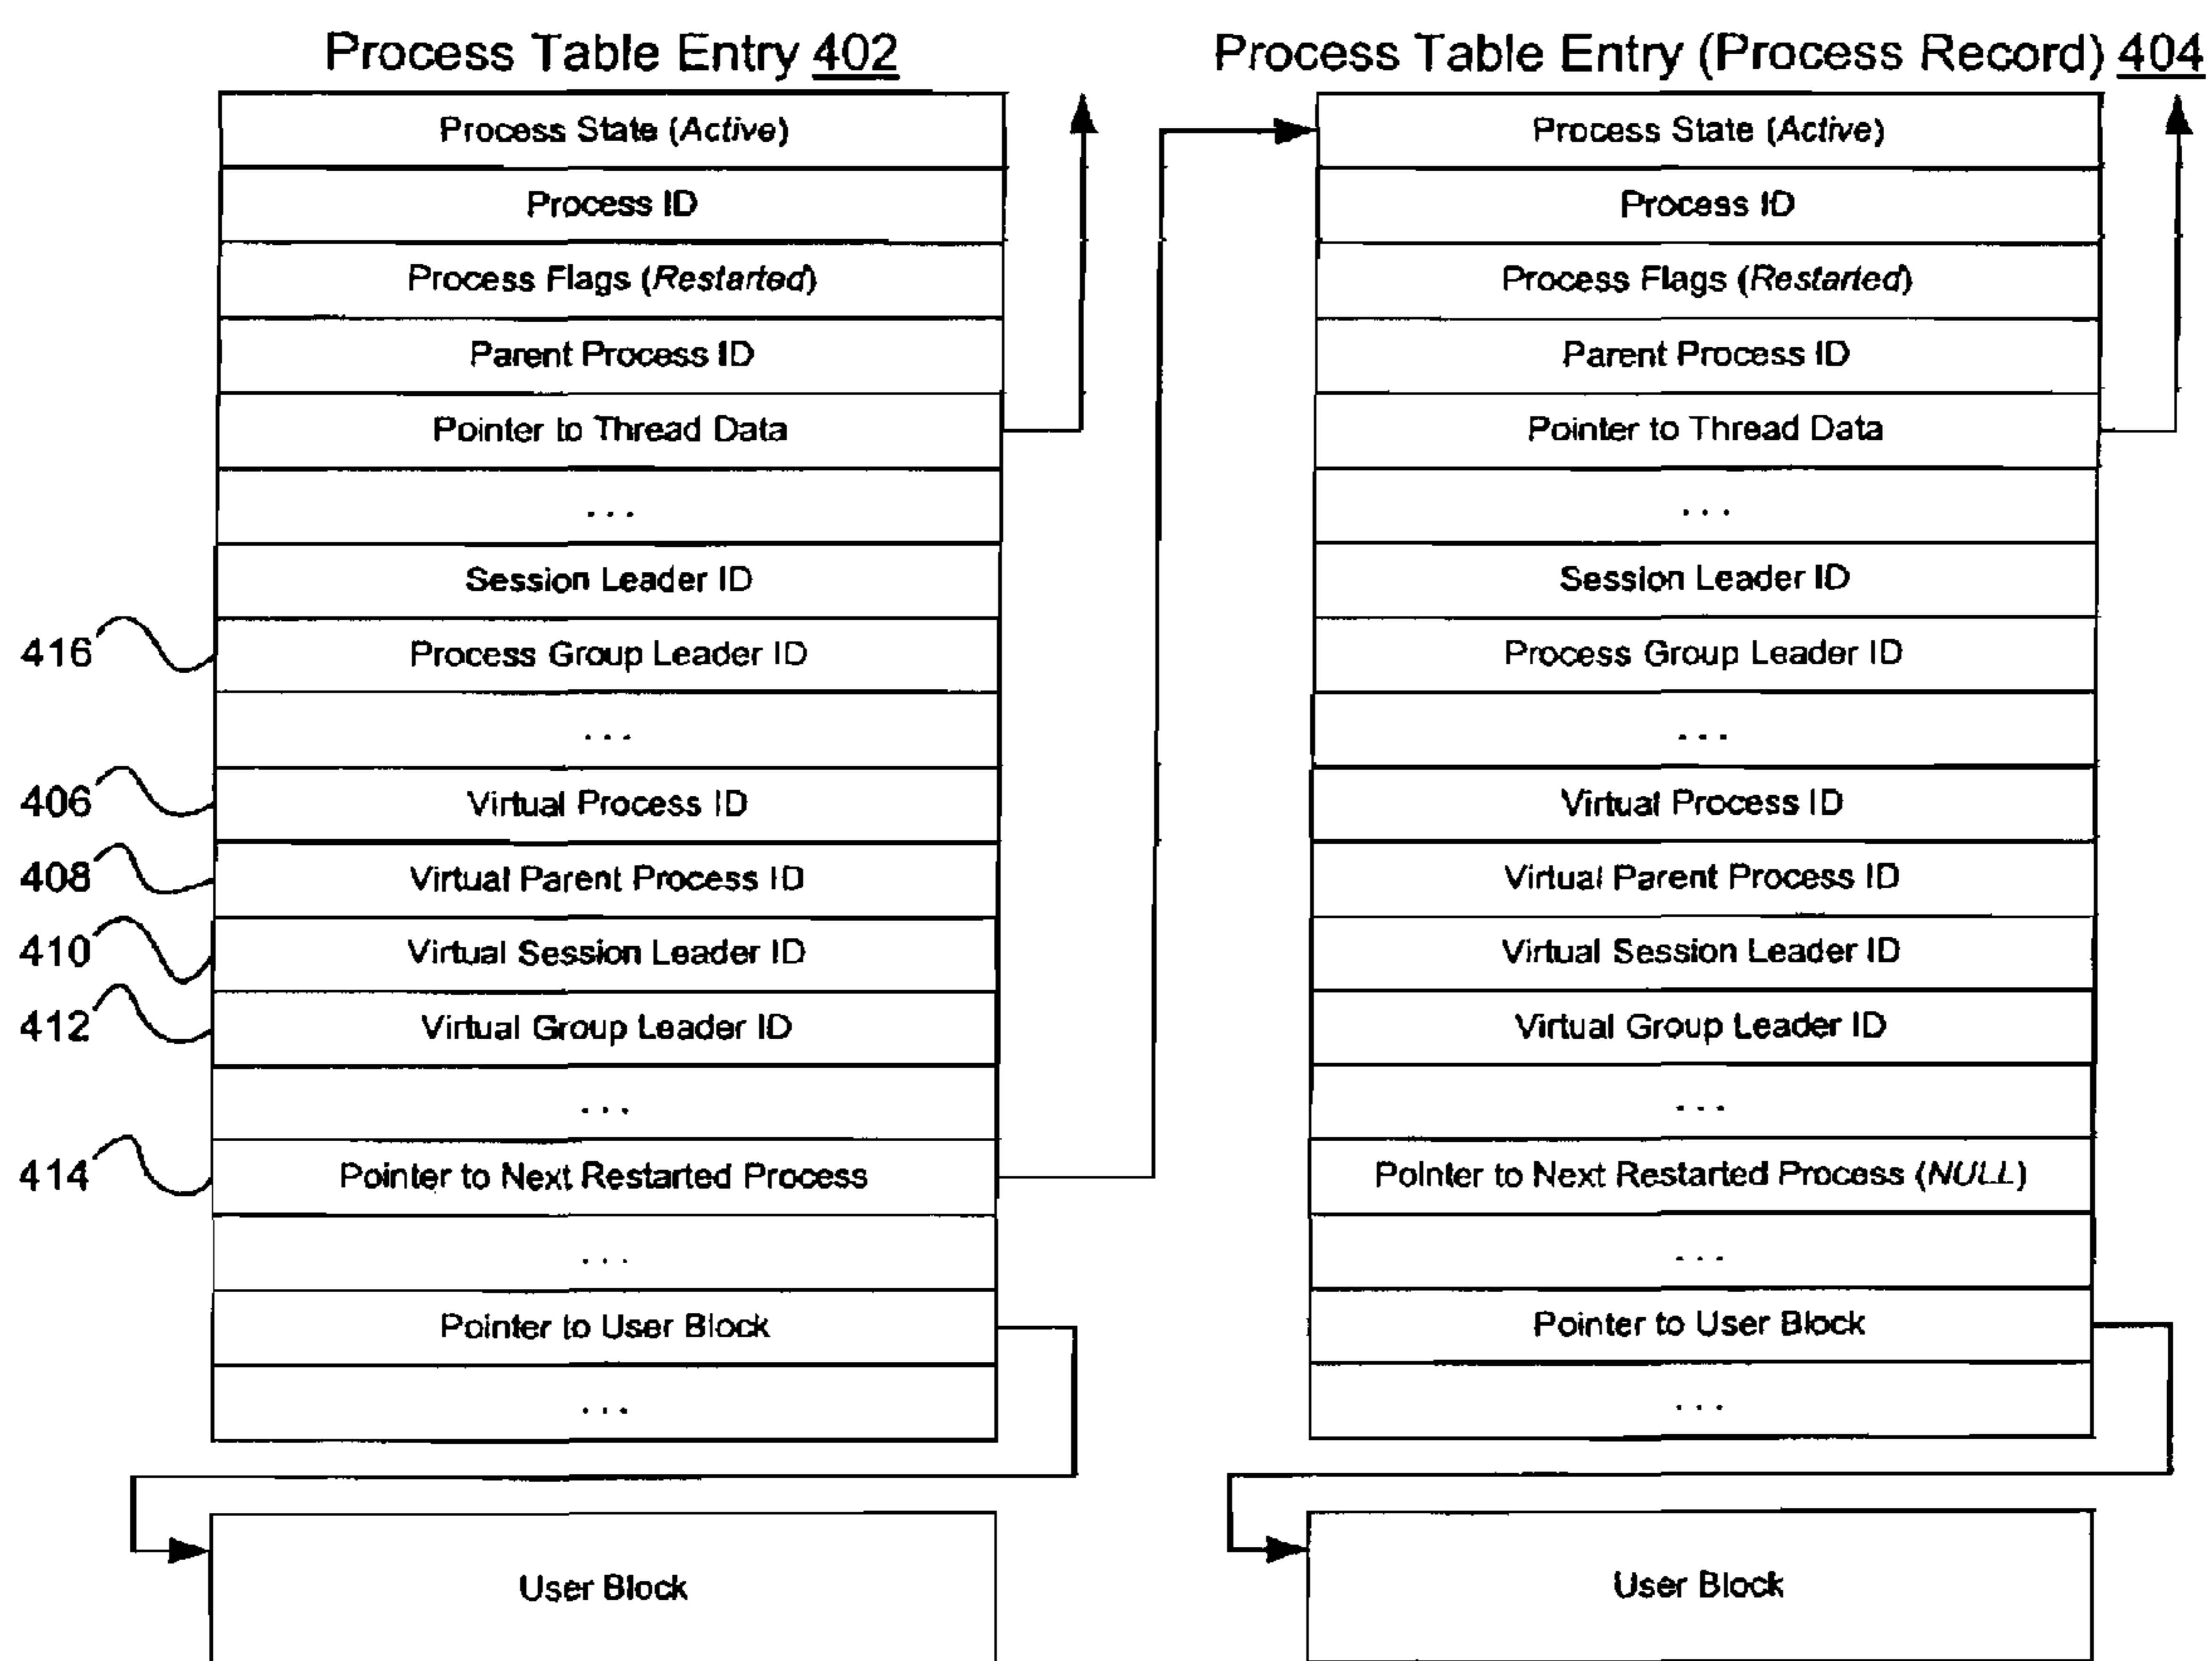 Process Table Entry 402
Process State (Active)
Process ID
Process Flags (Restarted)
Parent Process ID
Pointer to Thread Data
...
Session Leader ID
416
Process Group Leader ID
...
406
Virtual Process ID
408
Virtual Parent Process ID
410
Virtual Session Leader ID
412
Virtual Group Leader ID
...
414
Pointer to Next Restarted Process
...
Pointer to User Block
...
User Block
Process Table Entry (Process Record) 404
Process State (Active)
Process ID
Process Flags (Restarted)
Parent Process ID
Pointer to Thread Data
...
Session Leader ID
Process Group Leader ID
...
Virtual Process ID
Virtual Parent Process ID
Virtual Session Leader ID
Virtual Group Leader ID
...
Pointer to Next Restarted Process (NULL)
...
Pointer to User Block
...
User Block